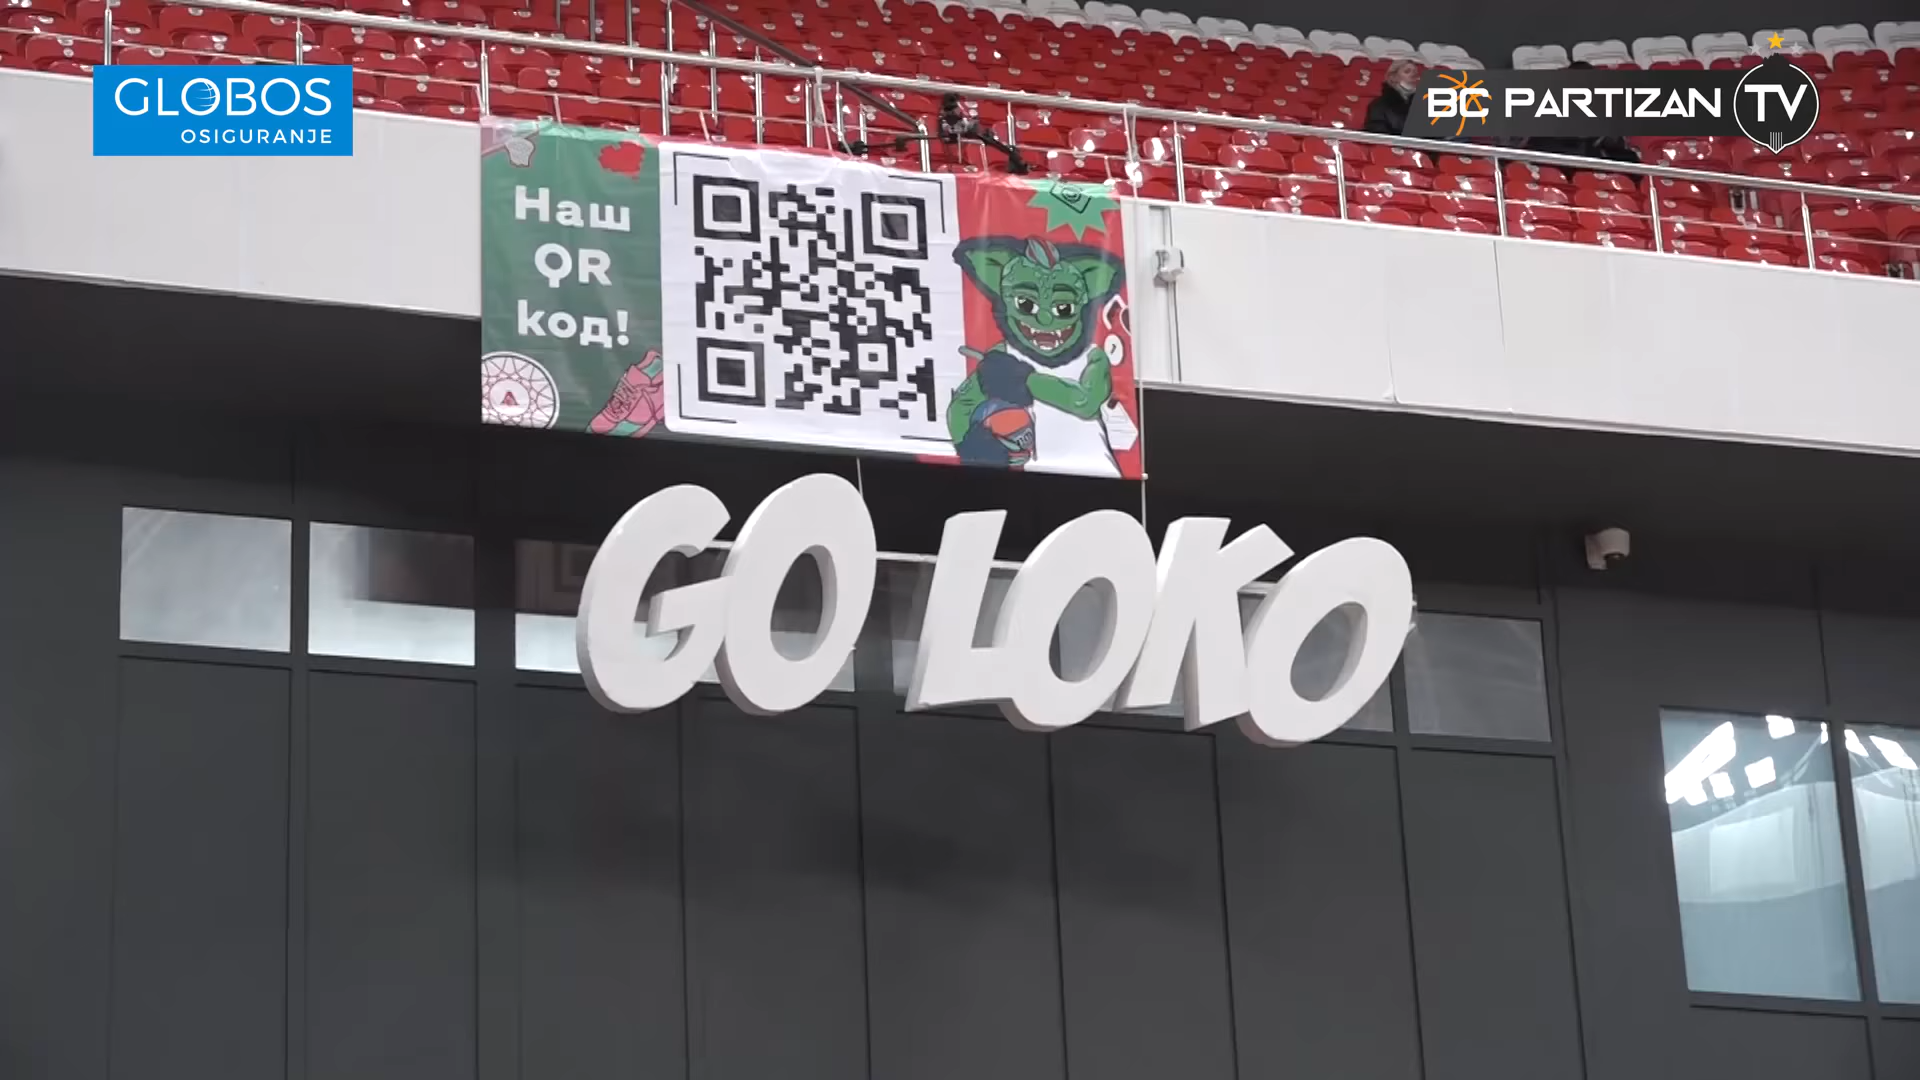 GLOBOS
OSIGURANJE
BC PARTIZAN TV
Наш
QR
код!
GO LOKO